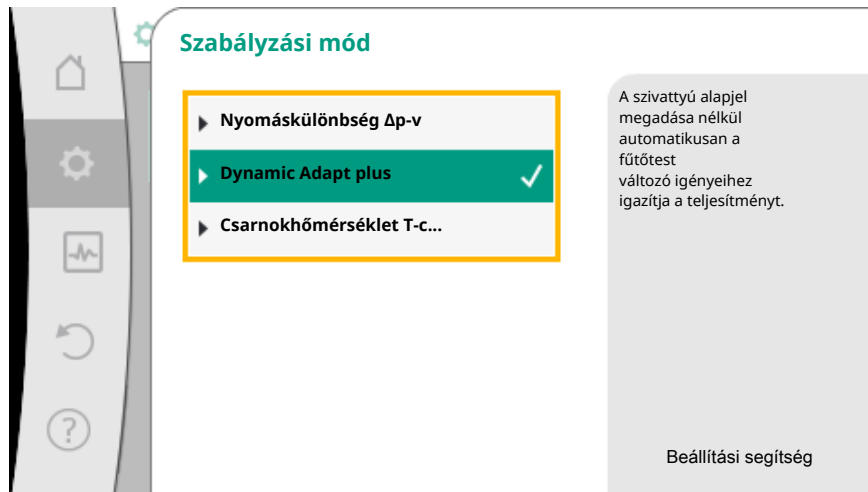 Szabályzási mód
Nyomáskülönbség Δp-v
Dynamic Adapt plus
Csarnokhőmérséklet T-c...
A szivattyú alapjel
megadása nélkül
automatikusan a
fűtőtest
változó igényeihez
igazítja a teljesítményt.
Beállítási segítség